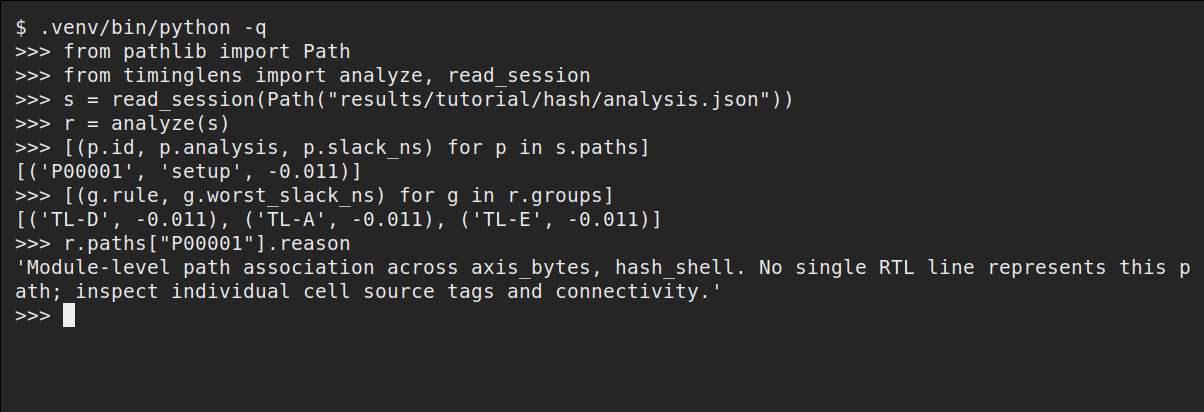 $ .venv/bin/python -q
>>> from pathlib import Path
>>> from timinglens import analyze, read_session
>>> s = read_session(Path("results/tutorial/hash/analysis.json"))
>>> r = analyze(s)
>>> [(p.id, p.analysis, p.slack_ns) for p in s.paths]
[('P00001', 'setup', -0.011)]
>>> [(g.rule, g.worst_slack_ns) for g in r.groups]
[('TL-D', -0.011), ('TL-A', -0.011), ('TL-E', -0.011)]
>>> r.paths["P00001"].reason
'Module-level path association across axis_bytes, hash_shell. No single RTL line represents this p
ath; inspect individual cell source tags and connectivity.'
>>>